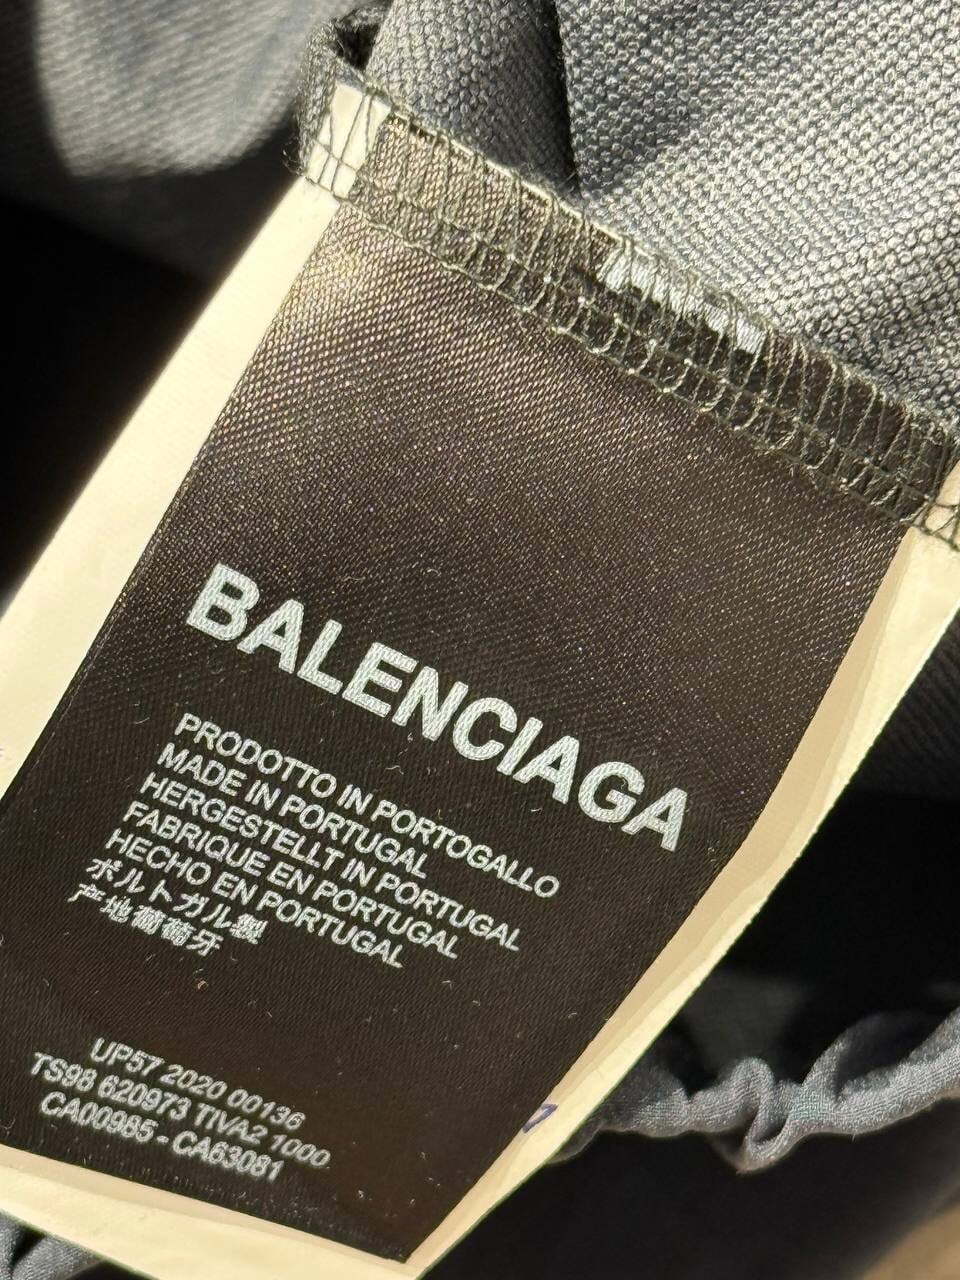 BALENCIAGA
PRODOTTO IN PORTOGALLO
MADE IN PORTUGAL
HERGESTELLT IN PORTUGAL
FABRIQUE EN PORTUGAL
HECHO EN PORTUGAL
ポルトガル製
产地葡萄牙
UP57 2020 00136
TS98 620973 TIVA2 1000
CA00985 - CA63081